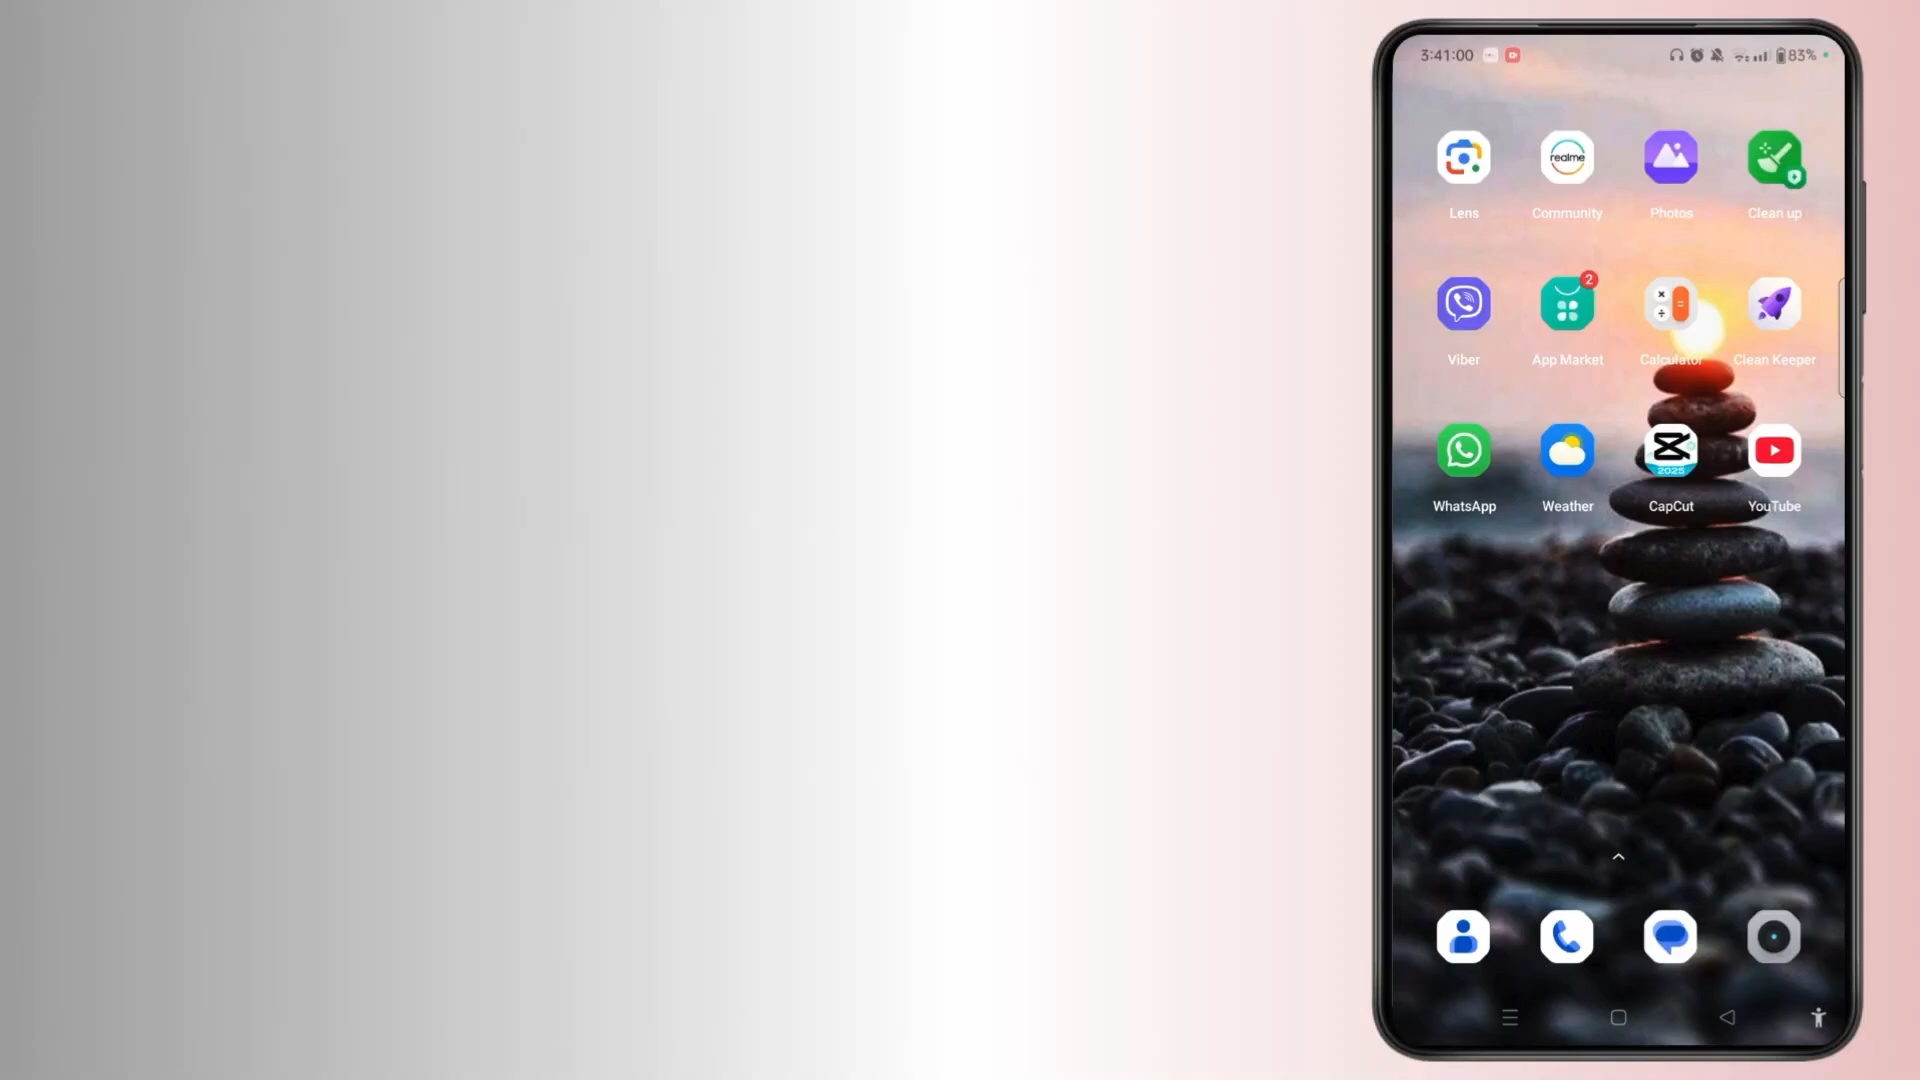 3:41:00 83%
realme
Lens Community Photos Clean up
2
Viber App Market Calculator Clean Keeper
2025
WhatsApp Weather CapCut YouTube